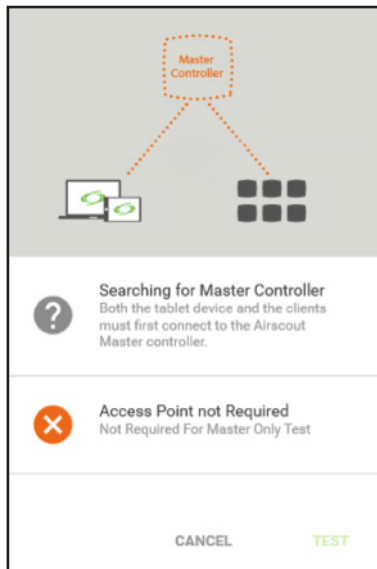 Master
Controller
Searching for Master Controller
Both the tablet device and the clients
must first connect to the Airscout
Master controller.
Access Point not Required
Not Required For Master Only Test
CANCEL TEST